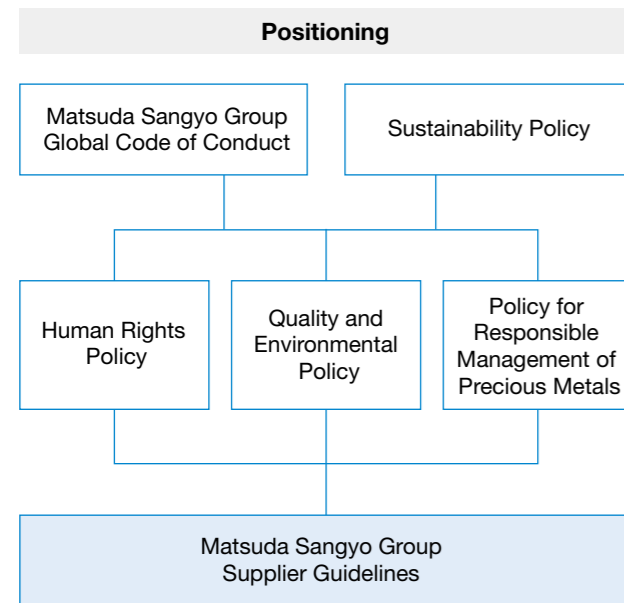 Positioning
Matsuda Sangyo Group
Global Code of Conduct
Sustainability Policy
Human Rights
Policy
Quality and
Environmental
Policy
Policy for
Responsible
Management of
Precious Metals
Matsuda Sangyo Group
Supplier Guidelines